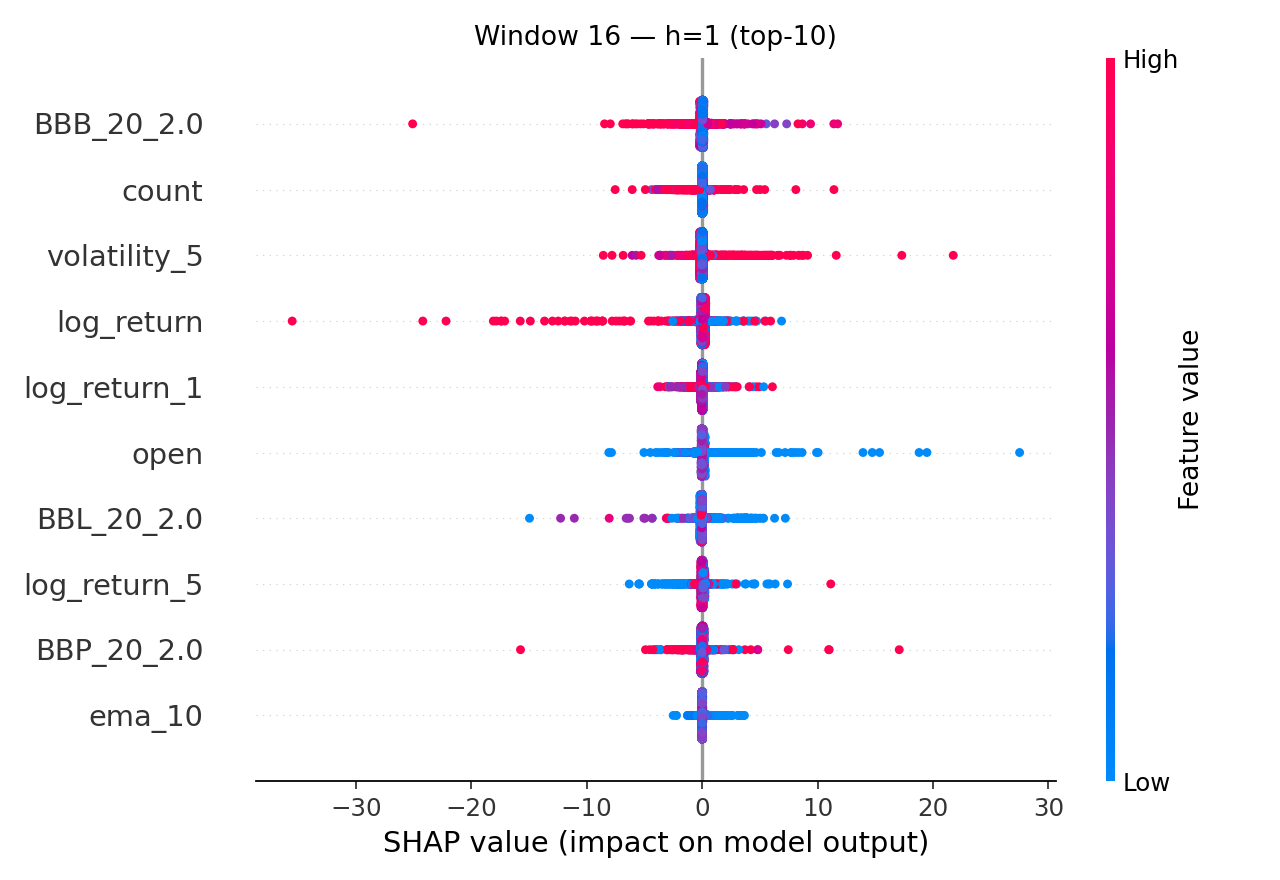 Window 16 — h=1 (top-10)
High
BBB_20_2.0
count
volatility_5
log_return
log_return_1
open
BBL_20_2.0
log_return_5
BBP_20_2.0
ema_10
Feature value
Low
−30 −20 −10 0 10 20 30
SHAP value (impact on model output)